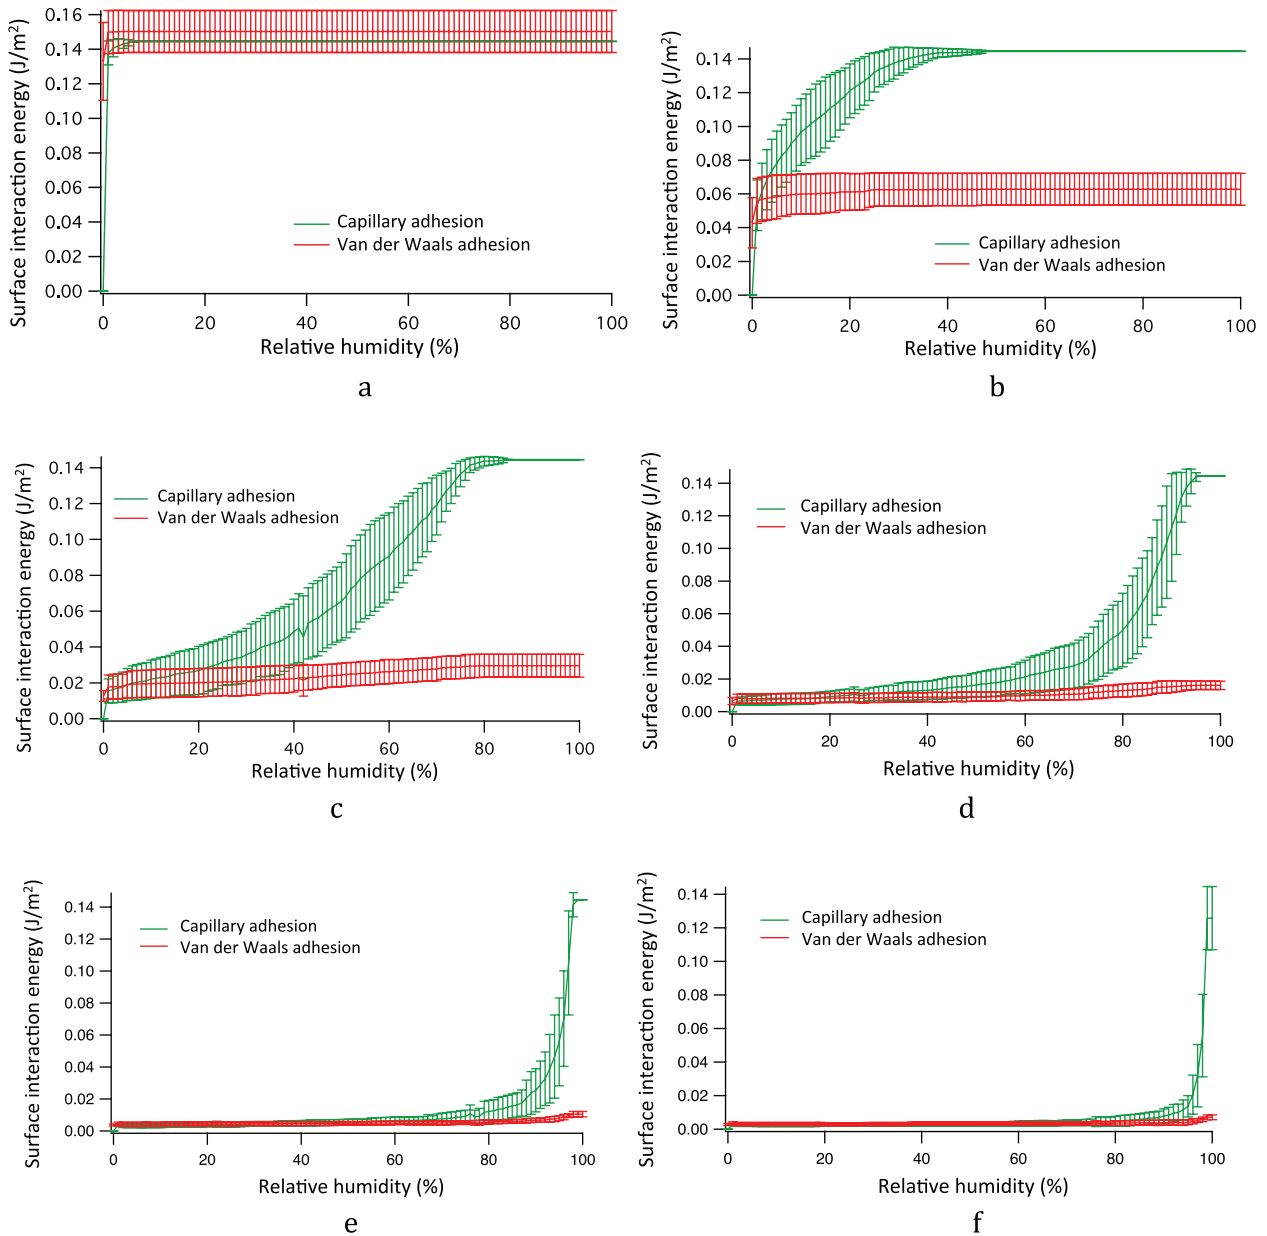 Surface interaction energy (J/m²)
0.16
0.14
0.12
0.10
0.08
0.06
0.04
0.02
0.00
Capillary adhesion
Van der Waals adhesion
0 20 40 60 80 100
Relative humidity (%)
a
Surface interaction energy (J/m²)
0.14
0.12
0.10
0.08
0.06
0.04
0.02
0.00
Capillary adhesion
Van der Waals adhesion
0 20 40 60 80 100
Relative humidity (%)
b
Surface interaction energy (J/m²)
0.14
0.12
0.10
0.08
0.06
0.04
0.02
0.00
Capillary adhesion
Van der Waals adhesion
0 20 40 60 80 100
Relative humidity (%)
c
Surface interaction energy (J/m²)
0.14
0.12
0.10
0.08
0.06
0.04
0.02
0.00
Capillary adhesion
Van der Waals adhesion
0 20 40 60 80 100
Relative humidity (%)
d
Surface interaction energy (J/m²)
0.14
0.12
0.10
0.08
0.06
0.04
0.02
0.00
Capillary adhesion
Van der Waals adhesion
0 20 40 60 80 100
Relative humidity (%)
e
Surface interaction energy (J/m²)
0.14
0.12
0.10
0.08
0.06
0.04
0.02
0.00
Capillary adhesion
Van der Waals adhesion
0 20 40 60 80 100
Relative humidity (%)
f